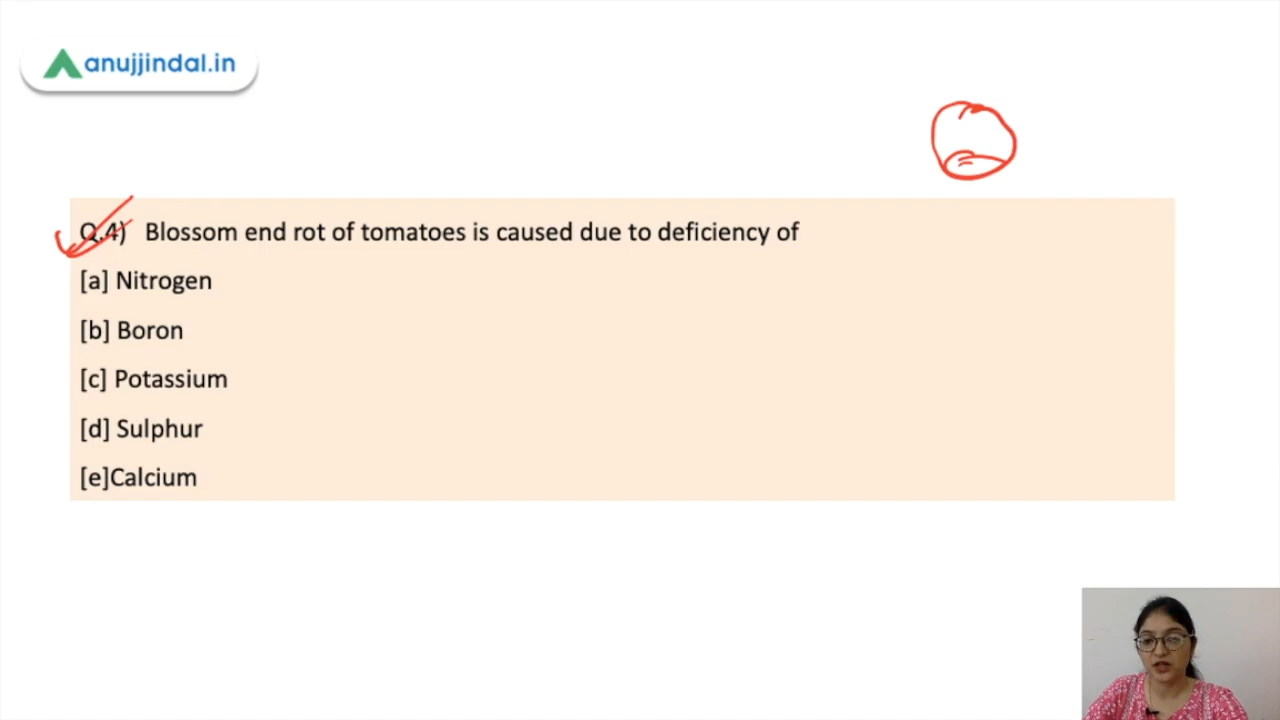 anujjindal.in
Q.4) Blossom end rot of tomatoes is caused due to deficiency of
[a] Nitrogen
[b] Boron
[c] Potassium
[d] Sulphur
[e]Calcium